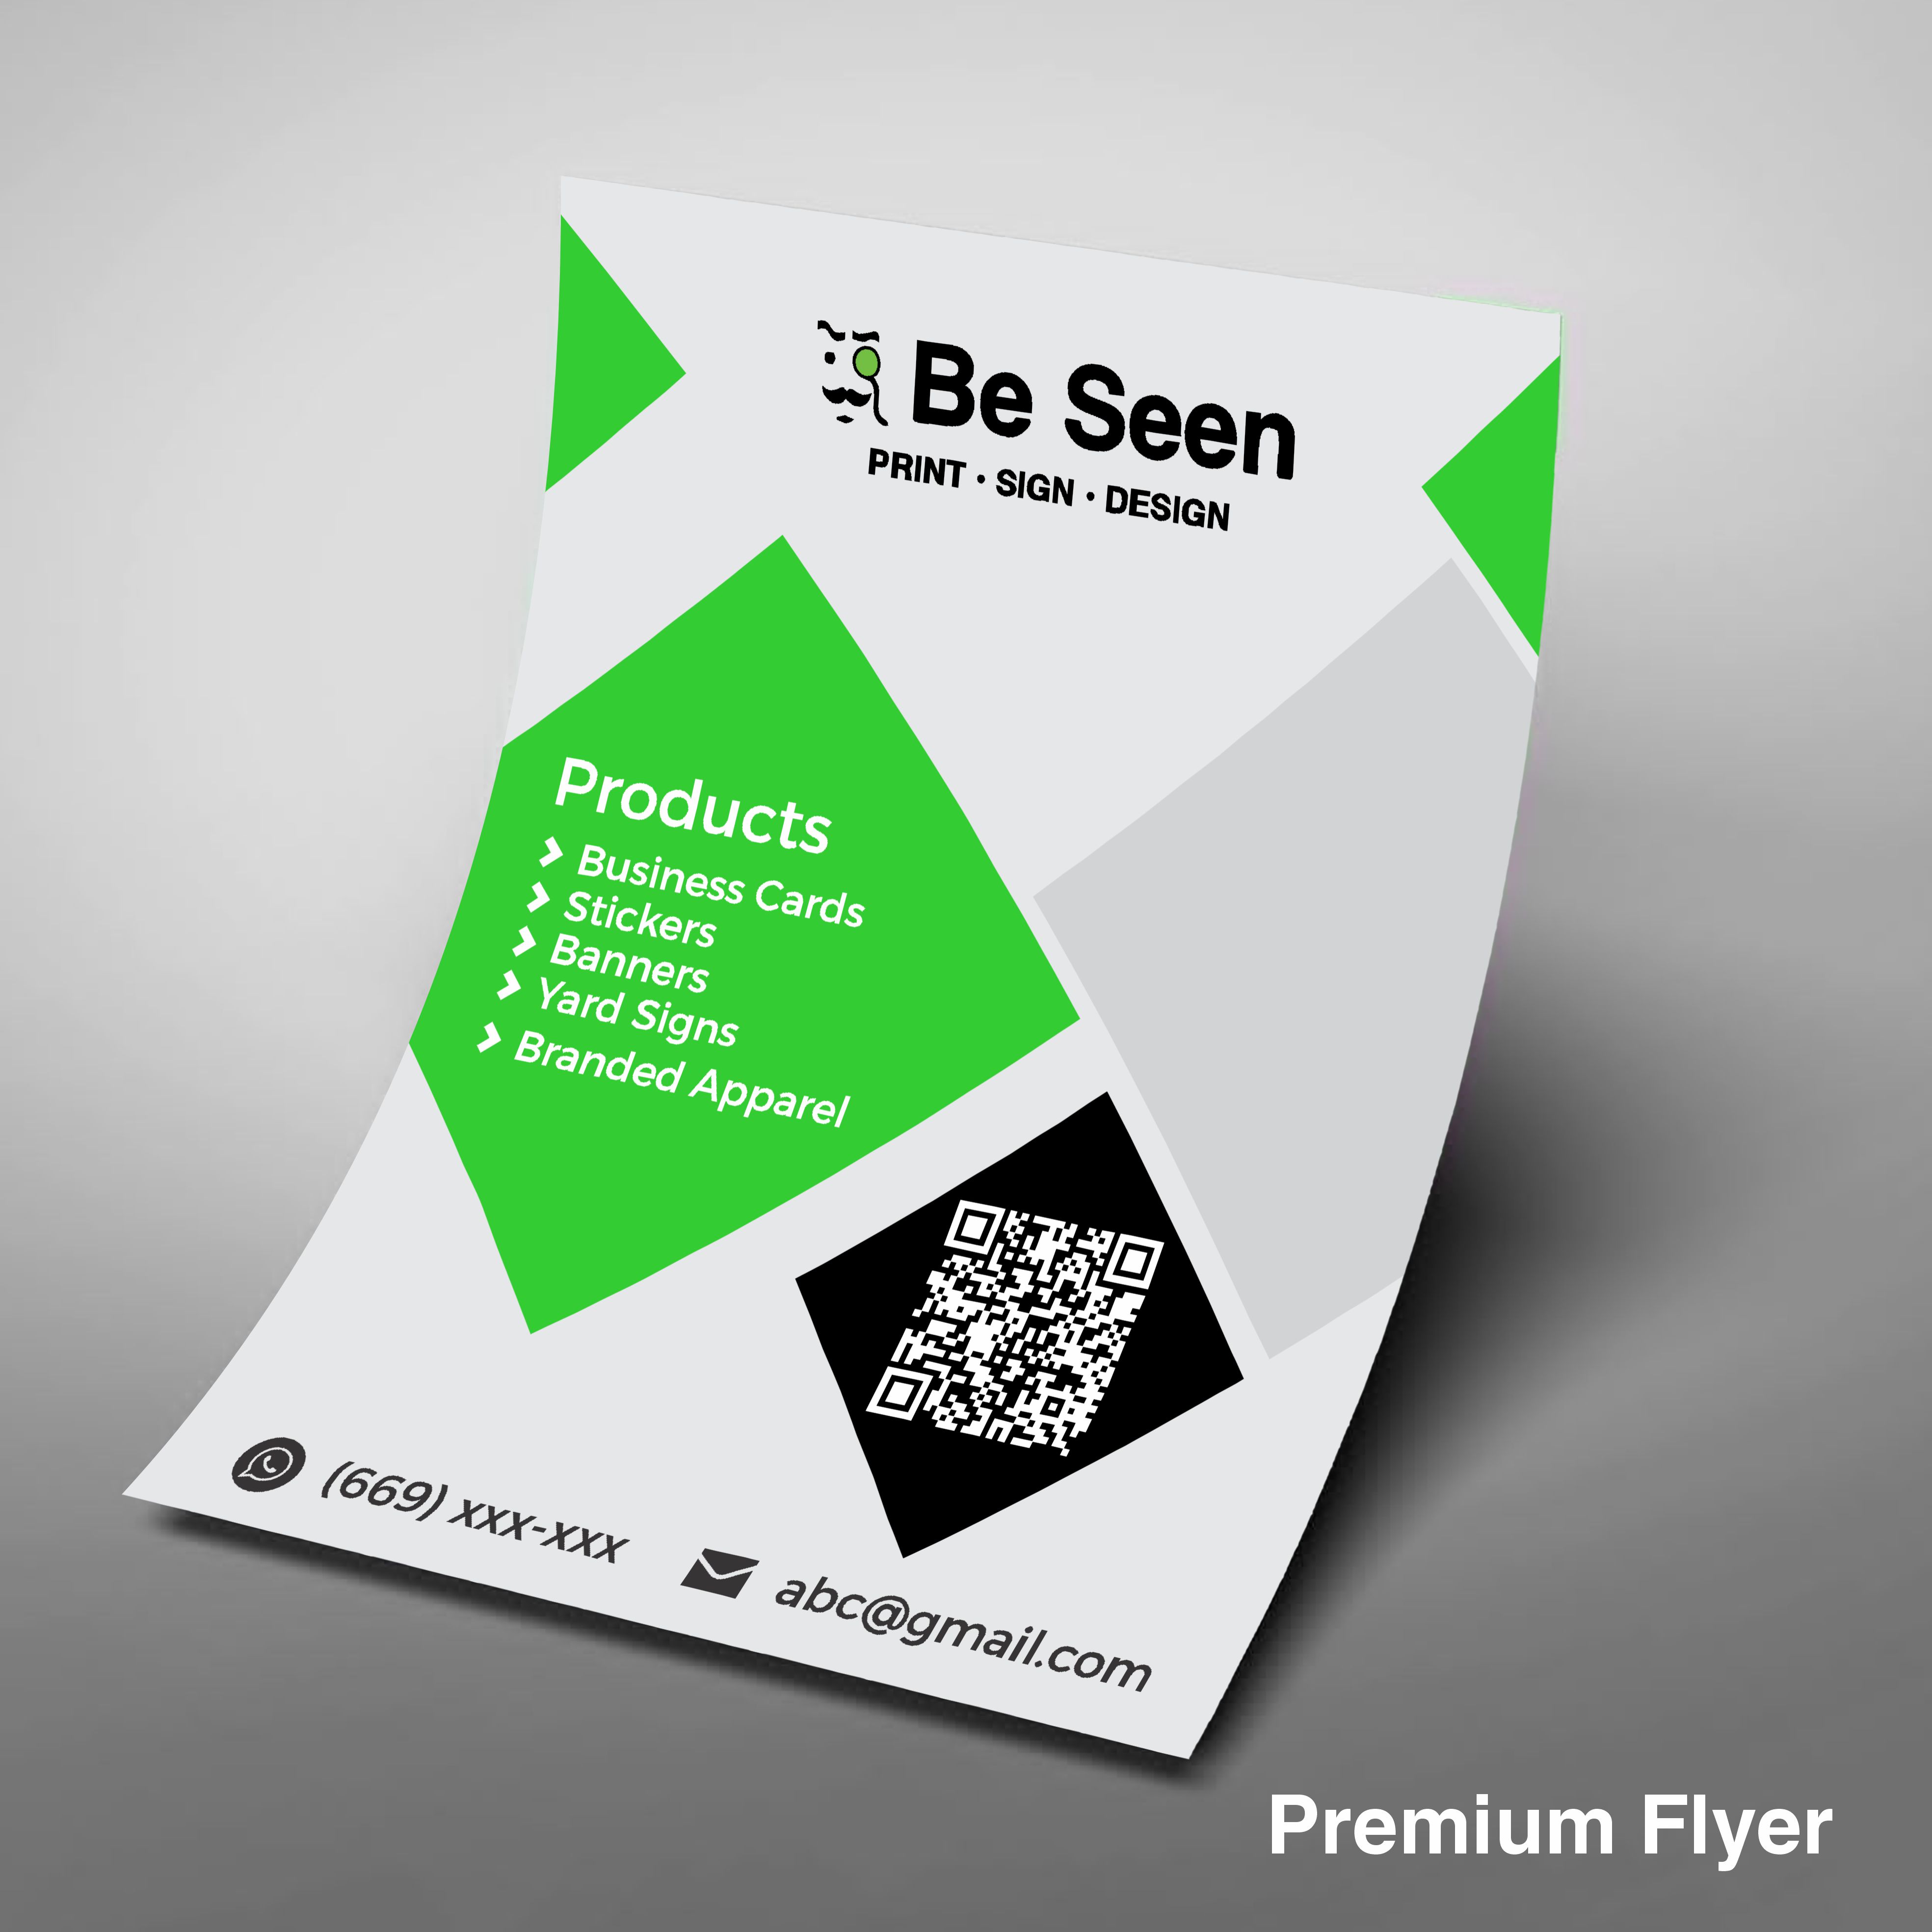 Be Seen
PRINT • SIGN • DESIGN
Products
Business Cards
Stickers
Banners
Yard Signs
Branded Apparel
(669) xxx-xxx
abc@gmail.com
Premium Flyer